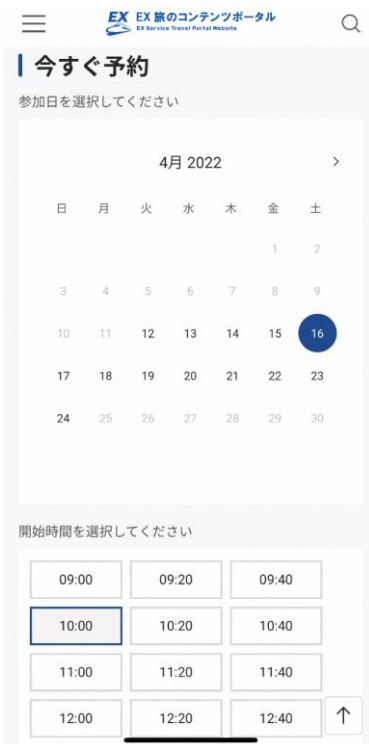 EX EX 旅のコンテンツポータル
EX Service Travel Portal Website
今すぐ予約
参加日を選択してください
4月 2022 >
日 月 火 水 木 金 土
1 2
3 4 5 6 7 8 9
10 11 12 13 14 15 16
17 18 19 20 21 22 23
24 25 26 27 28 29 30
開始時間を選択してください
09:00 09:20 09:40
10:00 10:20 10:40
11:00 11:20 11:40
12:00 12:20 12:40